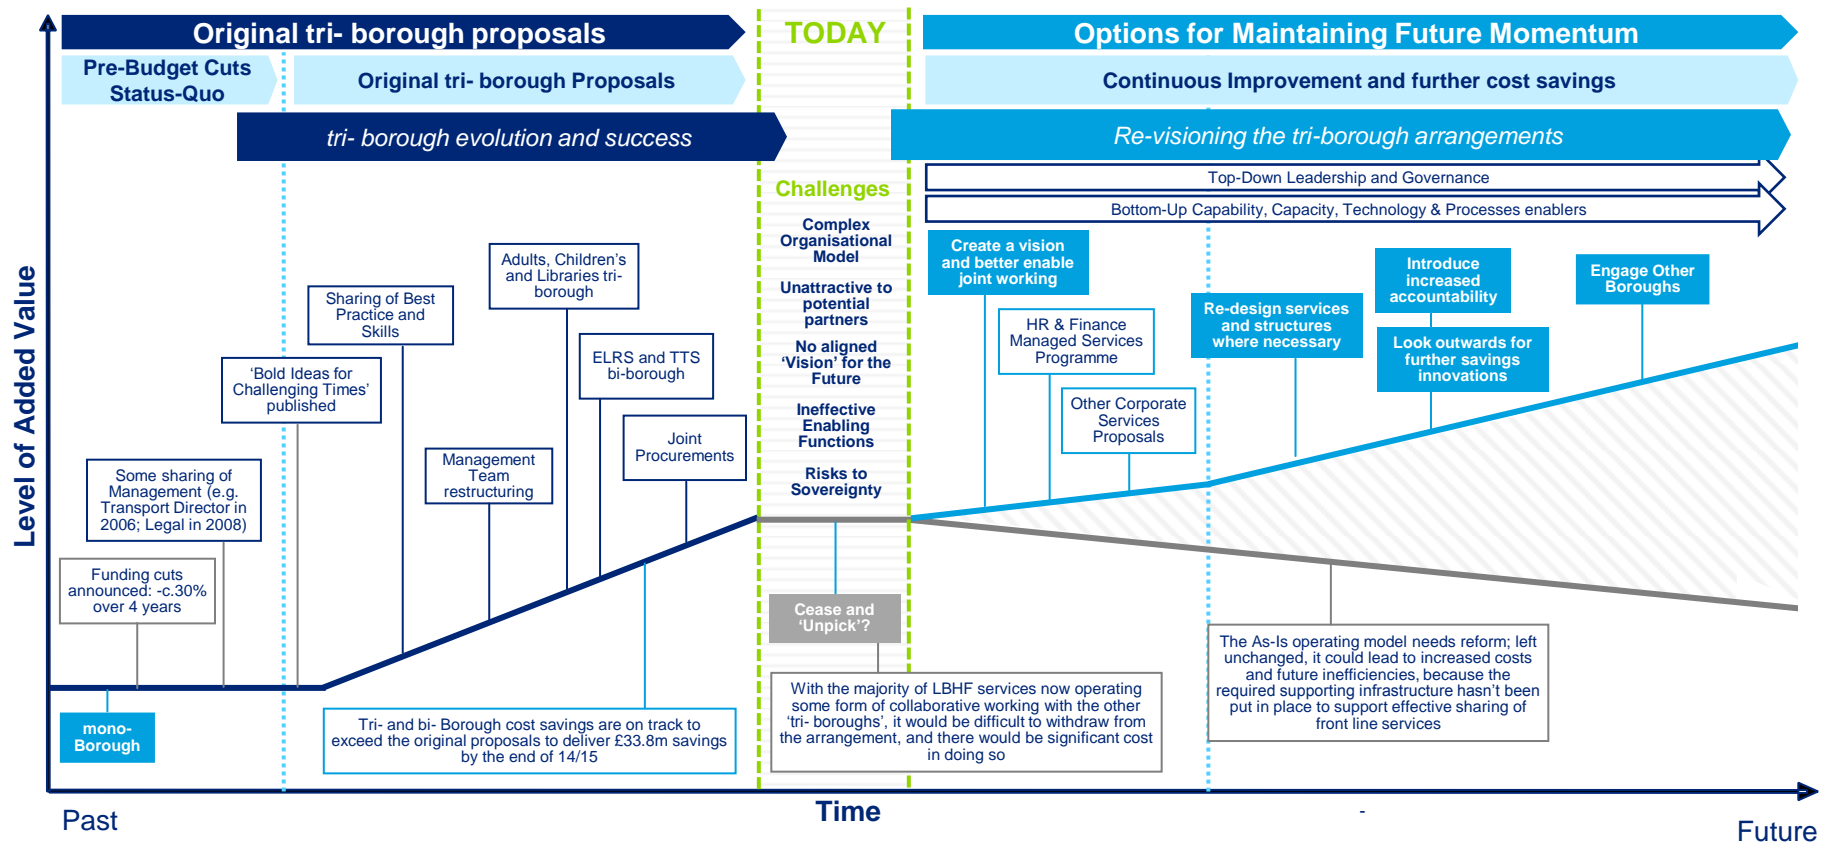 Original tri- borough proposals
TODAY
Options for Maintaining Future Momentum
Pre-Budget Cuts
Status-Quo
Original tri- borough Proposals
Continuous Improvement and further cost savings
tri- borough evolution and success
Re-visioning the tri-borough arrangements
Top-Down Leadership and Governance
Bottom-Up Capability, Capacity, Technology & Processes enablers
Level of Added Value
Funding cuts
announced: -c.30%
over 4 years
Some sharing of
Management (e.g.
Transport Director in
2006; Legal in 2008)
‘Bold Ideas for
Challenging Times’
published
Sharing of Best
Practice and
Skills
Management
Team
restructuring
Adults, Children’s
and Libraries tri-
borough
ELRS and TTS
bi-borough
Joint
Procurements
mono-
Borough
Tri- and bi- Borough cost savings are on track to
exceed the original proposals to deliver £33.8m savings
by the end of 14/15
Challenges
Complex
Organisational
Model
Unattractive to
potential
partners
No aligned
‘Vision’ for the
Future
Ineffective
Enabling
Functions
Risks to
Sovereignty
Cease and
‘Unpick’?
With the majority of LBHF services now operating
some form of collaborative working with the other
‘tri- boroughs’, it would be difficult to withdraw from
the arrangement, and there would be significant cost
in doing so
Create a vision
and better enable
joint working
HR & Finance
Managed Services
Programme
Other Corporate
Services
Proposals
Re-design services
and structures
where necessary
Introduce
increased
accountability
Look outwards for
further savings
innovations
Engage Other
Boroughs
The As-Is operating model needs reform; left
unchanged, it could lead to increased costs
and future inefficiencies, because the
required supporting infrastructure hasn’t been
put in place to support effective sharing of
front line services
Past
Time
-
Future